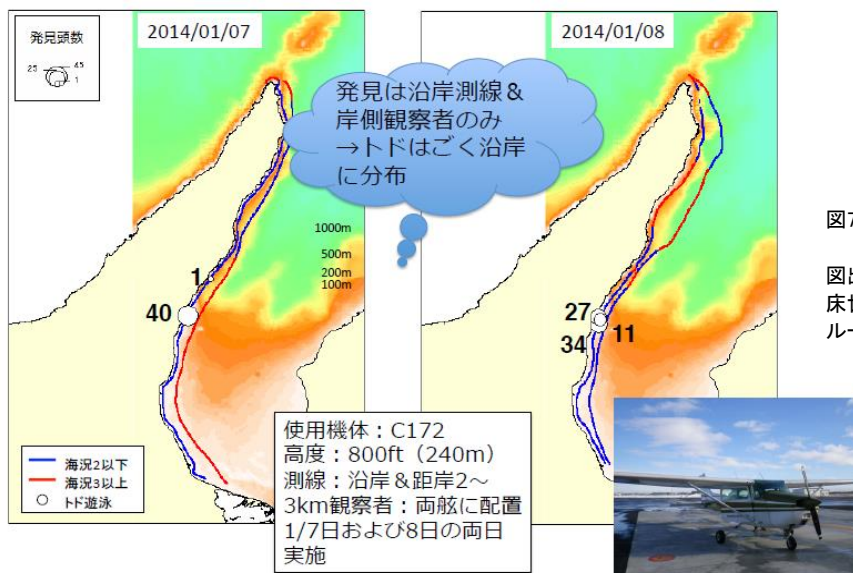 発見頭数
25
45
1
2014/01/07
2014/01/08
発見は沿岸測線＆
岸側観察者のみ
→トドはごく沿岸
に分布
1000m
500m
200m
100m
1
40
27
34
11
海況2以下
海況3以上
トド遊泳
使用機体：C172
高度：800ft（240m）
測線：沿岸＆距岸2～
3km観察者：両舷に配置
1/7日および8日の両日
実施
図7
図出
床世
ルー